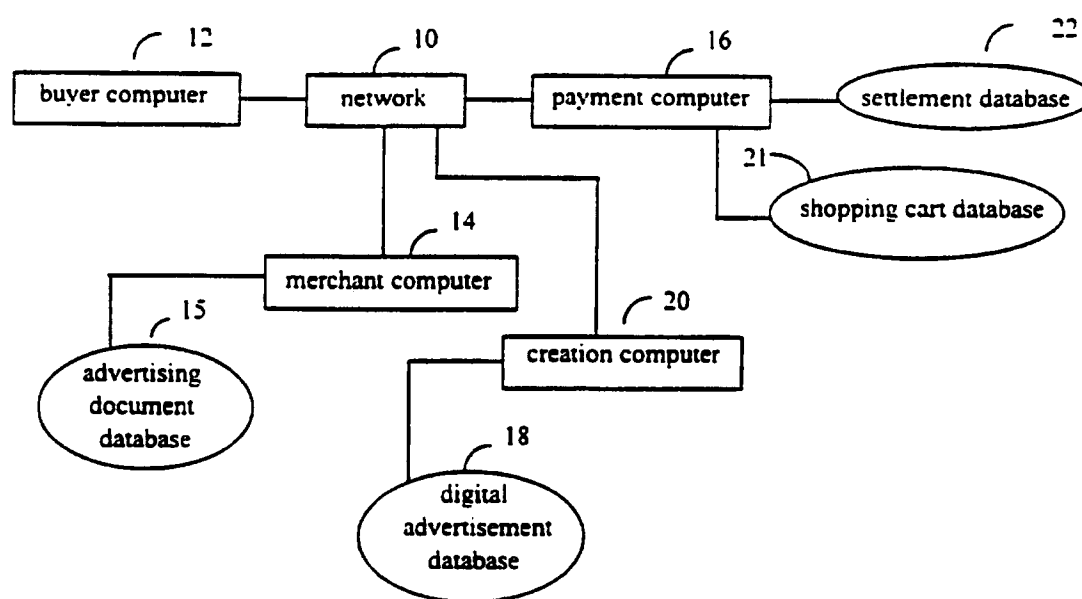 12
10
16
22
buyer computer
network
payment computer
settlement database
21
shopping cart database
14
merchant computer
15
20
advertising
document
database
creation computer
18
digital
advertisement
database